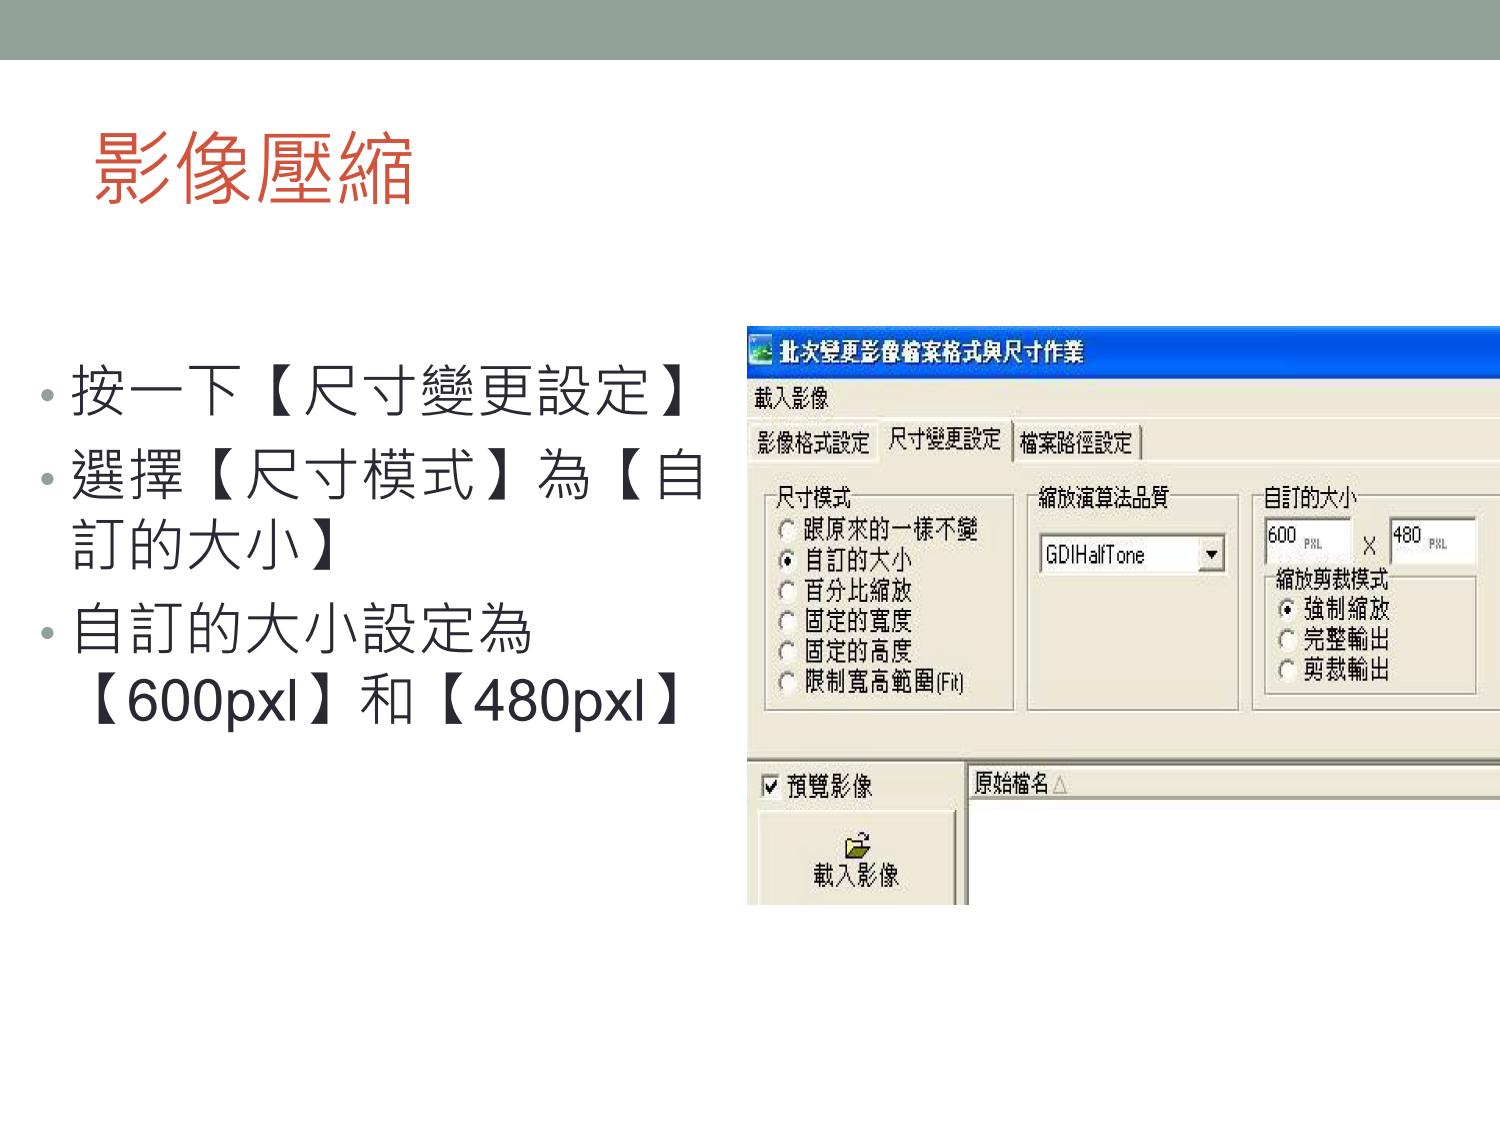 影像壓縮
• 按一下【尺寸變更設定】
• 選擇【尺寸模式】為【自
訂的大小】
• 自訂的大小設定為
【600pxl】和【480pxl】
批次變更影像檔案格式與尺寸作業
載入影像
影像格式設定 尺寸變更設定 檔案路徑設定
尺寸模式
跟原來的一樣不變
自訂的大小
百分比縮放
固定的寬度
固定的高度
限制寬高範圍(Fit)
縮放演算法品質
GDIHalfTone
自訂的大小
600 PXL X 480 PXL
縮放剪裁模式
強制縮放
完整輸出
剪裁輸出
預覽影像
載入影像
原始檔名